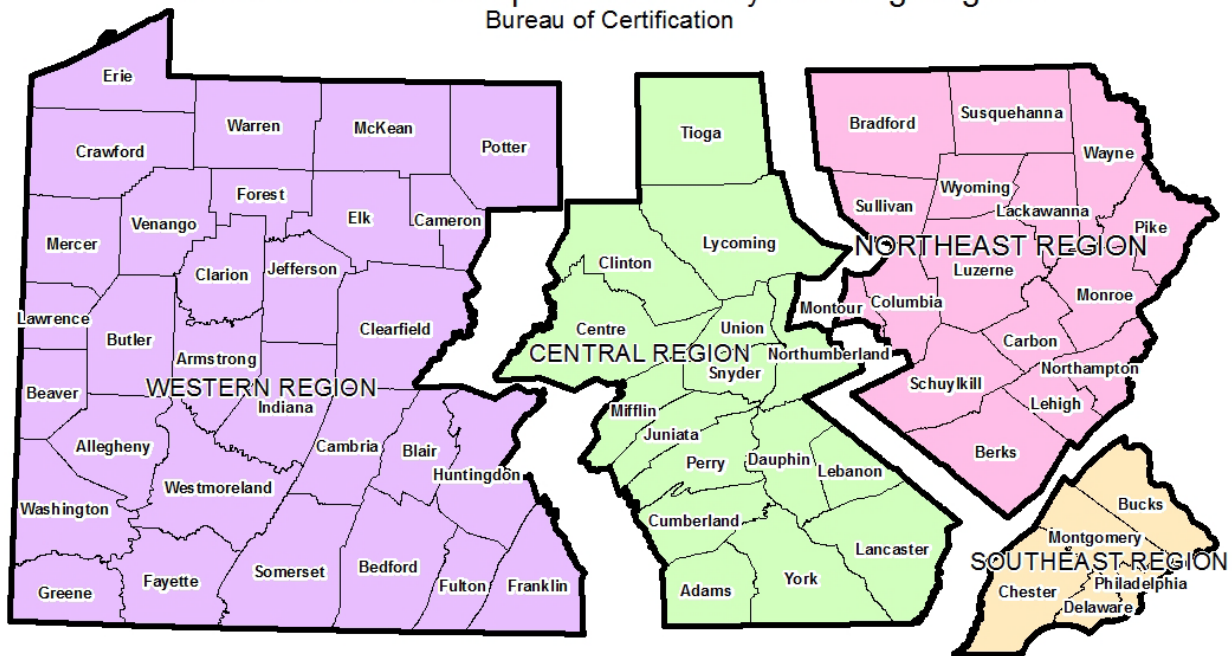 Bureau of Certification
Erie
Warren
McKean
Potter
Crawford
Forest
Elk
Cameron
Venango
Mercer
Clarion
Jefferson
Lawrence
Butler
Clearfield
Armstrong
Beaver
WESTERN REGION
Indiana
Allegheny
Cambria
Blair
Huntingdon
Westmoreland
Washington
Greene
Fayette
Somerset
Bedford
Fulton
Franklin
Tioga
Lycoming
Clinton
Centre
Union
CENTRAL REGION
Northumberland
Snyder
Mifflin
Juniata
Perry
Dauphin
Lebanon
Cumberland
Lancaster
Adams
York
Bradford
Susquehanna
Wayne
Wyoming
Sullivan
Lackawanna
Pike
NORTHEAST REGION
Luzerne
Montour
Columbia
Monroe
Carbon
Northampton
Schuylkill
Lehigh
Berks
Bucks
Montgomery
SOUTHEAST REGION
Chester
Philadelphia
Delaware